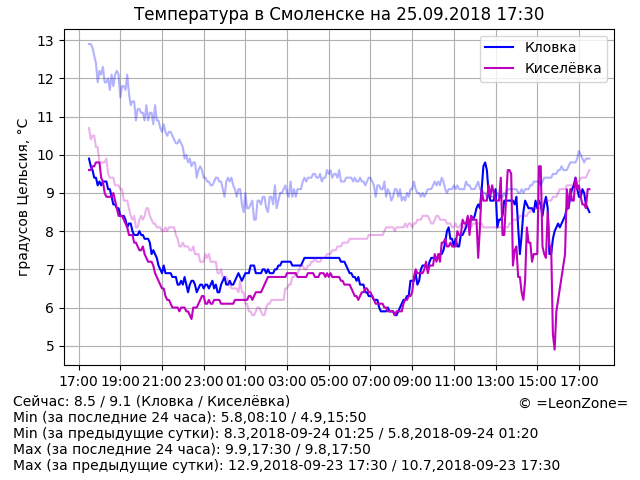 Температура в Смоленске на 25.09.2018 17:30
градусов Цельсия, °C
13
12
11
10
9
8
7
6
5
Кловка
Киселёвка
17:00 19:00 21:00 23:00 01:00 03:00 05:00 07:00 09:00 11:00 13:00 15:00 17:00
Сейчас: 8.5 / 9.1 (Кловка / Киселёвка)
© =LeonZone=
Min (за последние 24 часа): 5.8,08:10 / 4.9,15:50
Min (за предыдущие сутки): 8.3,2018-09-24 01:25 / 5.8,2018-09-24 01:20
Max (за последние 24 часа): 9.9,17:30 / 9.8,17:50
Max (за предыдущие сутки): 12.9,2018-09-23 17:30 / 10.7,2018-09-23 17:30